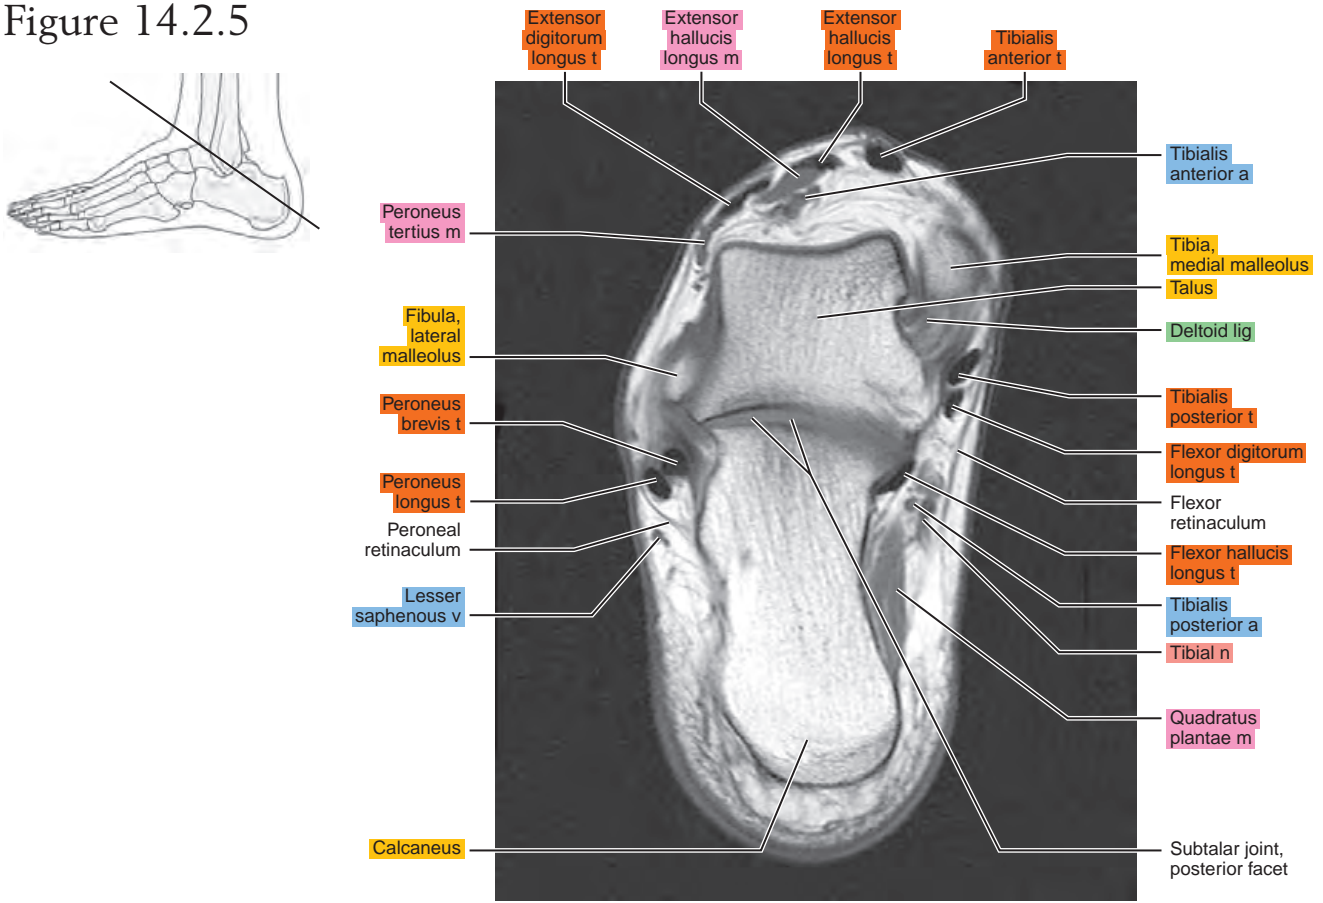 Figure 14.2.5
Extensor
digitorum
longus t
Extensor
hallucis
longus m
Extensor
hallucis
longus t
Tibialis
anterior t
Peroneus
tertius m
Fibula,
lateral
malleolus
Peroneus
brevis t
Peroneus
longus t
Peroneal
retinaculum
Lesser
saphenous v
Calcaneus
Tibialis
anterior a
Tibia,
medial malleolus
Talus
Deltoid lig
Tibialis
posterior t
Flexor digitorum
longus t
Flexor
retinaculum
Flexor hallucis
longus t
Tibialis
posterior a
Tibial n
Quadratus
plantae m
Subtalar joint,
posterior facet